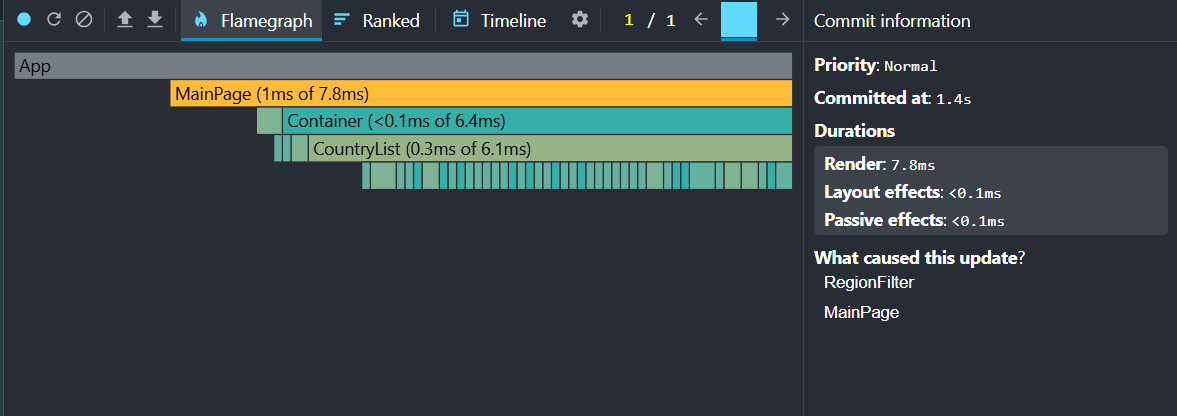 Flamegraph
Ranked
Timeline
1 / 1
Commit information
App
MainPage (1ms of 7.8ms)
Container (<0.1ms of 6.4ms)
CountryList (0.3ms of 6.1ms)
Priority: Normal
Committed at: 1.4s
Durations
Render: 7.8ms
Layout effects: <0.1ms
Passive effects: <0.1ms
What caused this update?
RegionFilter
MainPage